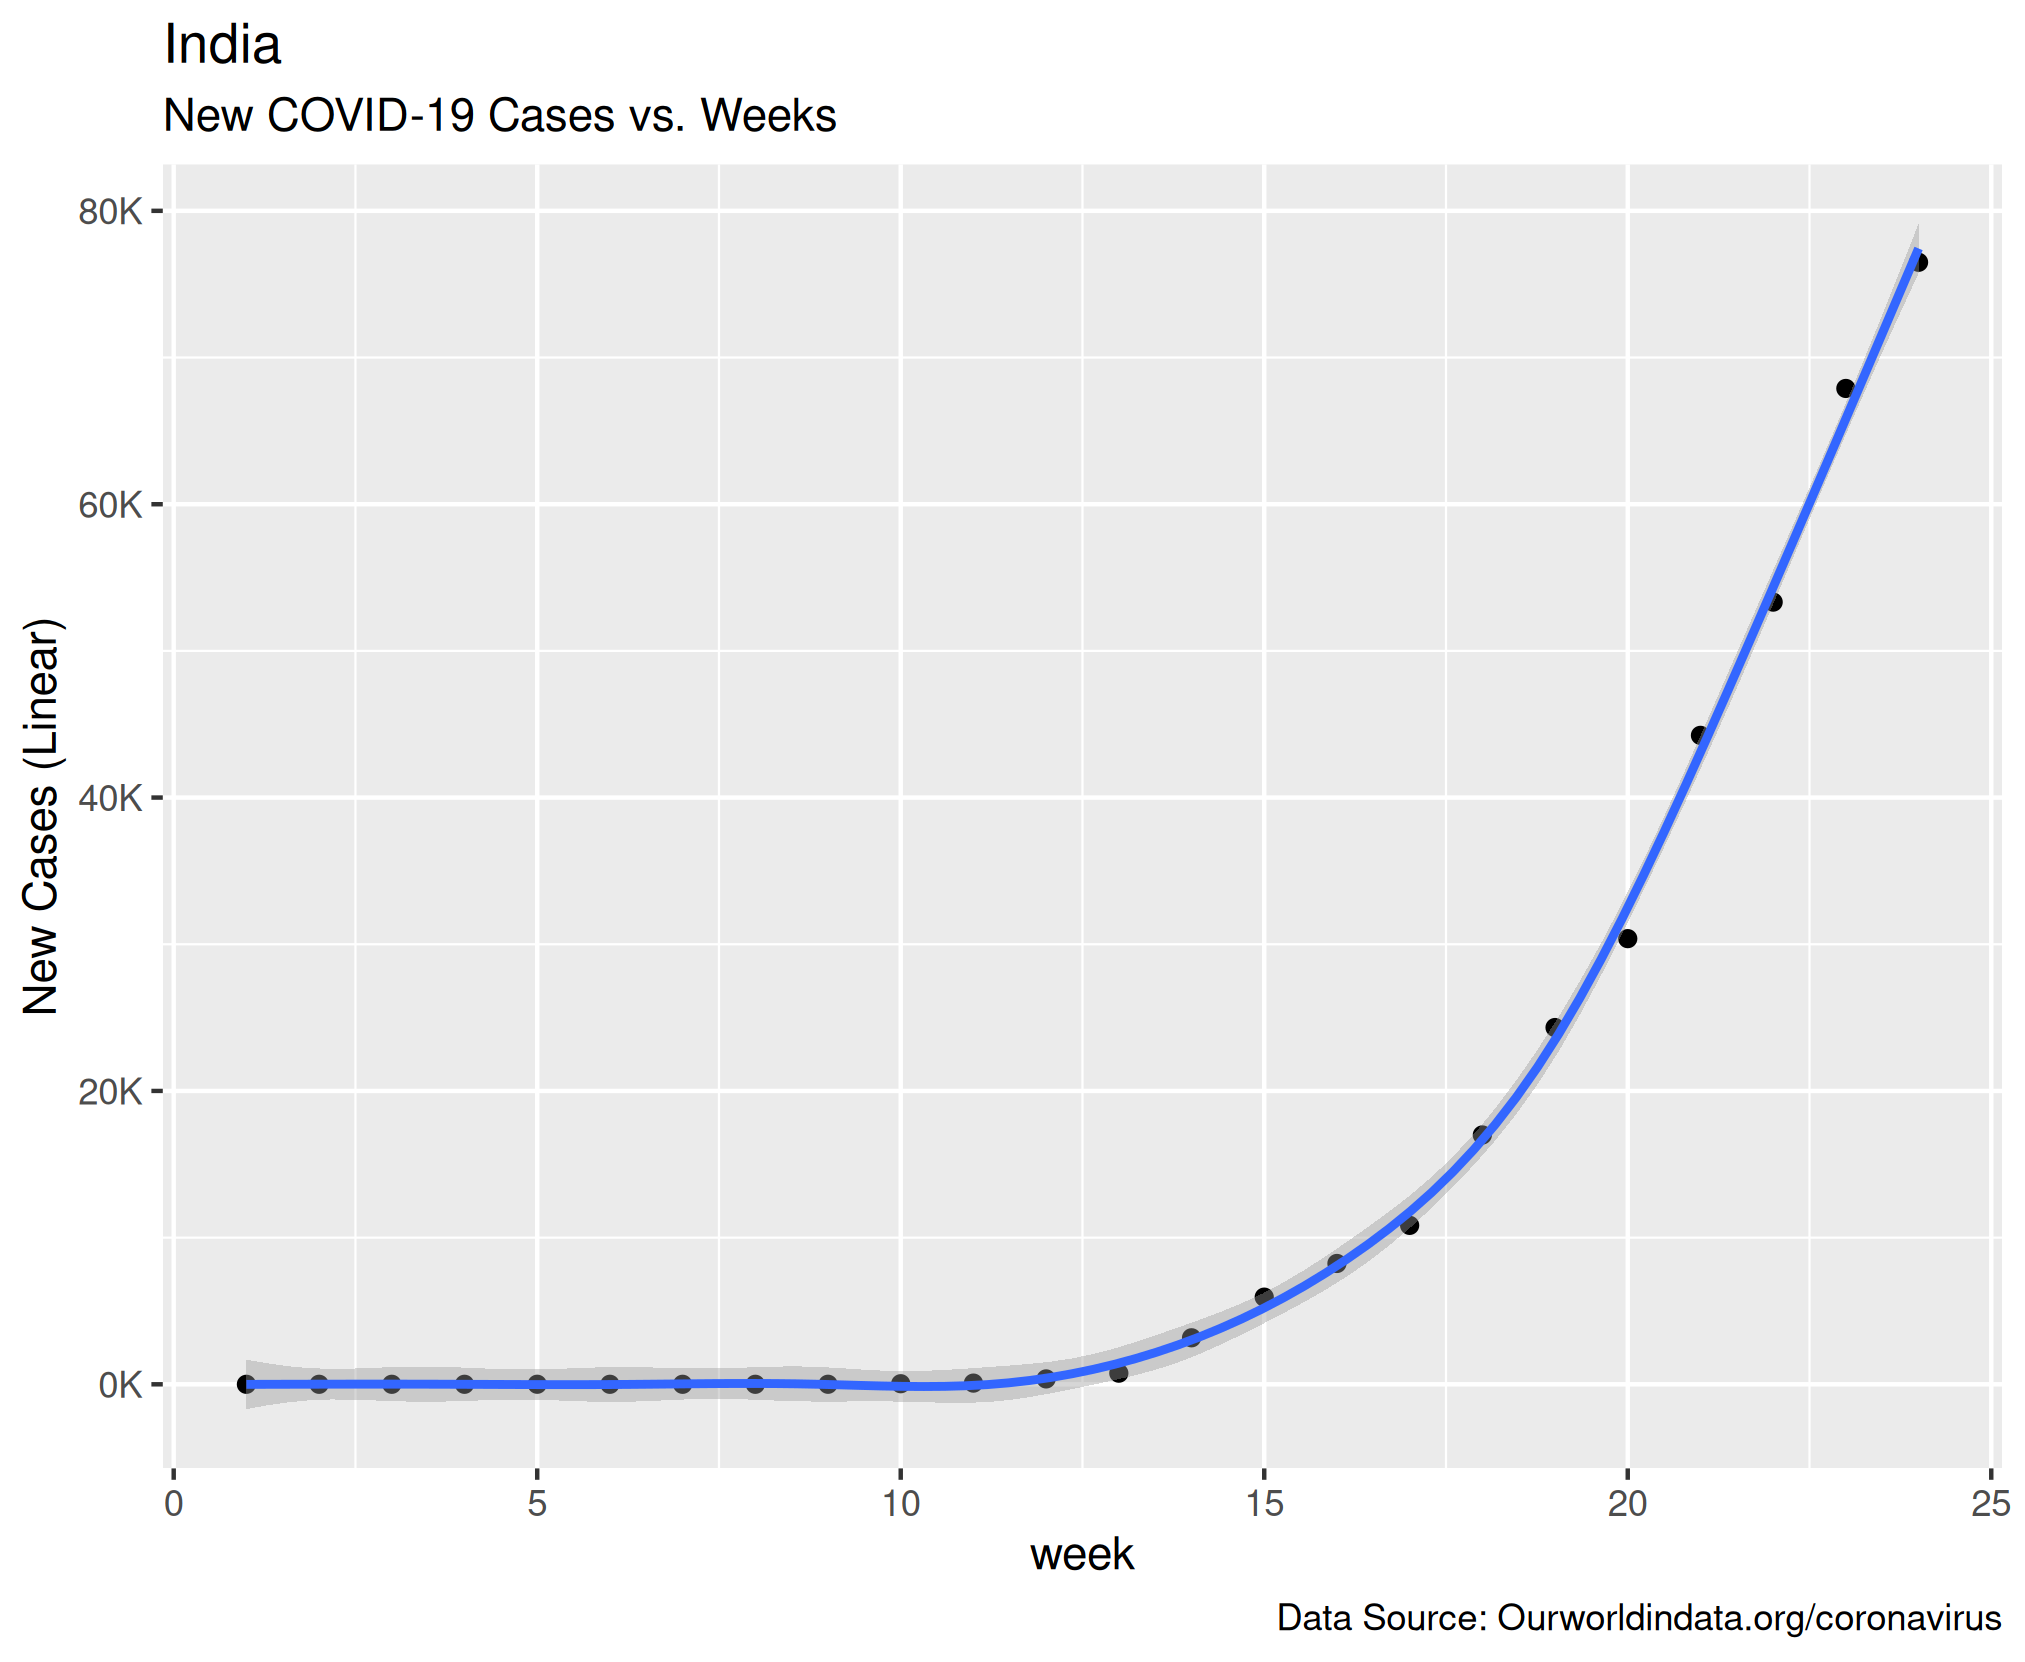 India
New COVID-19 Cases vs. Weeks
New Cases (Linear)
80K
60K
40K
20K
0K
0 5 10 15 20 25
week
Data Source: Ourworldindata.org/coronavirus